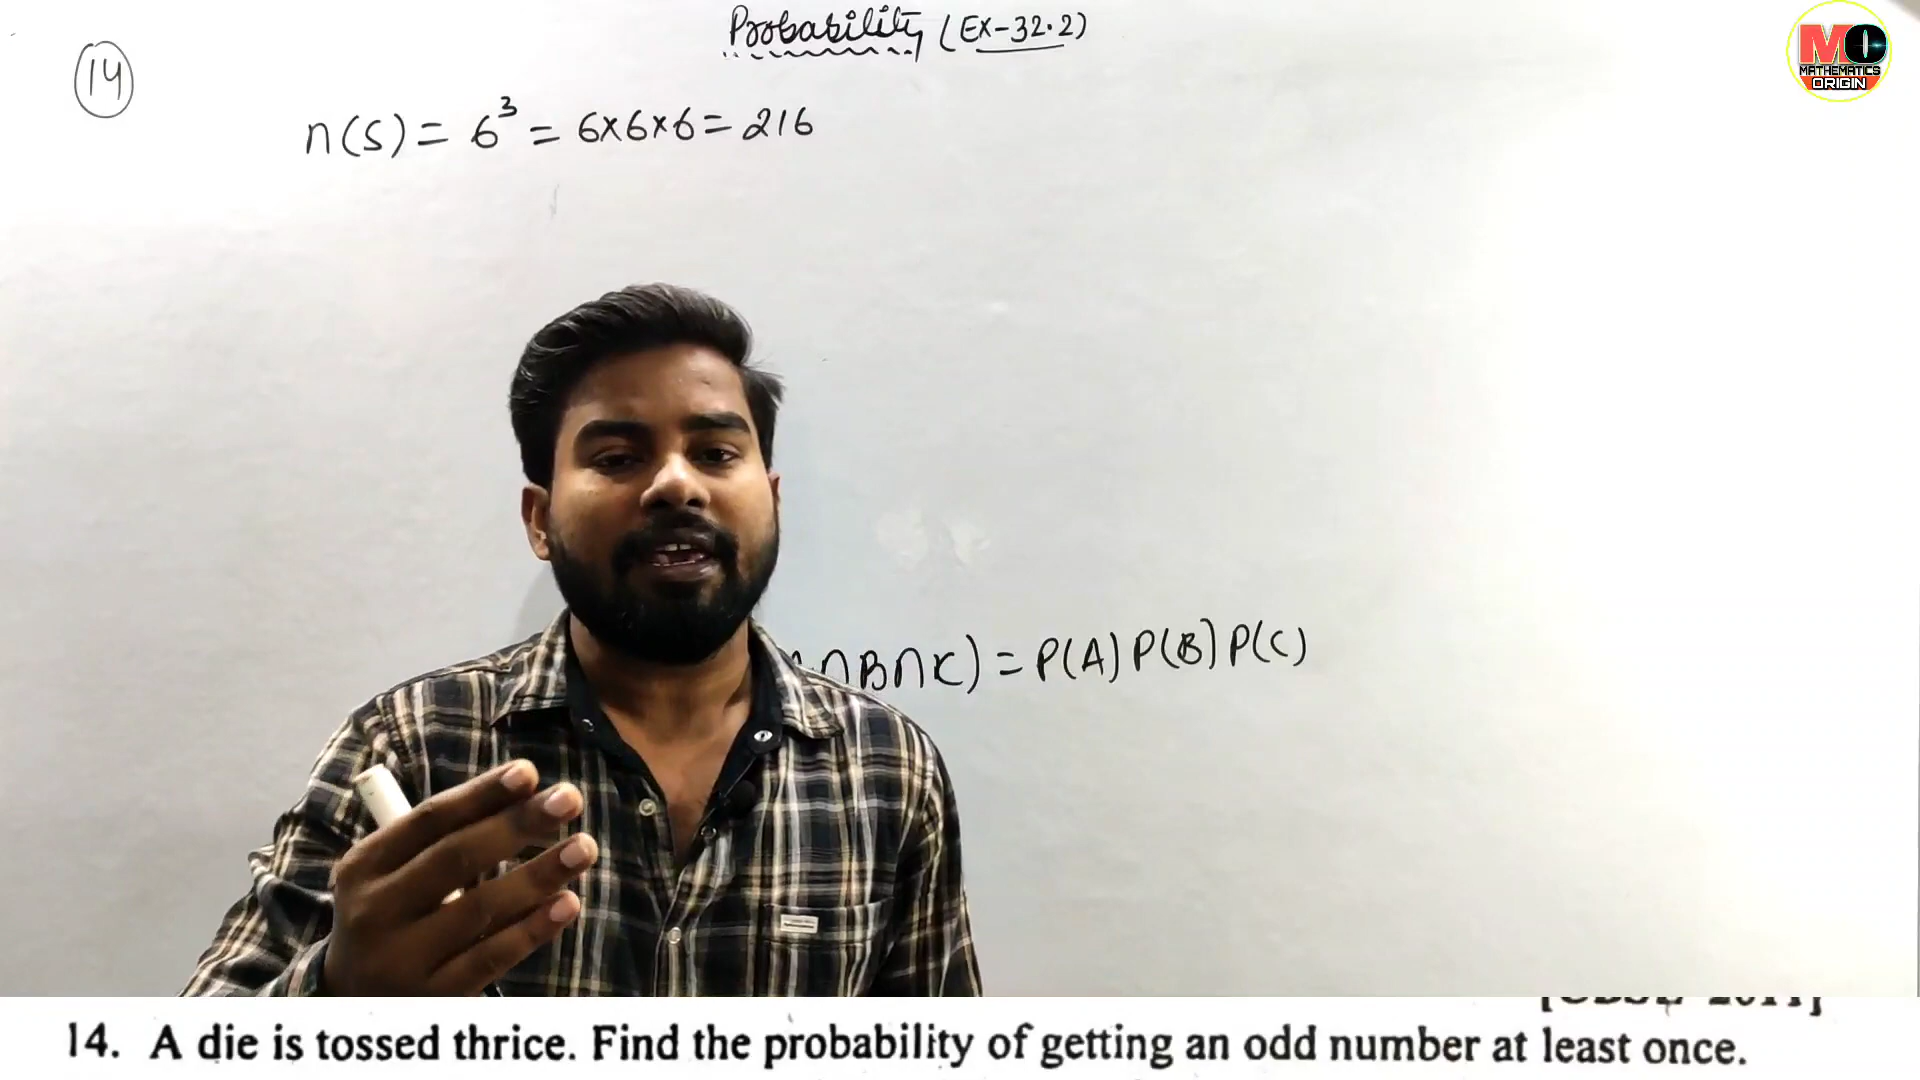 Probability (EX-32.2)
MO
MATHEMATICS
ORIGIN
14
n(S) = 6³ = 6×6×6 = 216
∩B∩C) = P(A) P(B) P(C)
14. A die is tossed thrice. Find the probability of getting an odd number at least once.